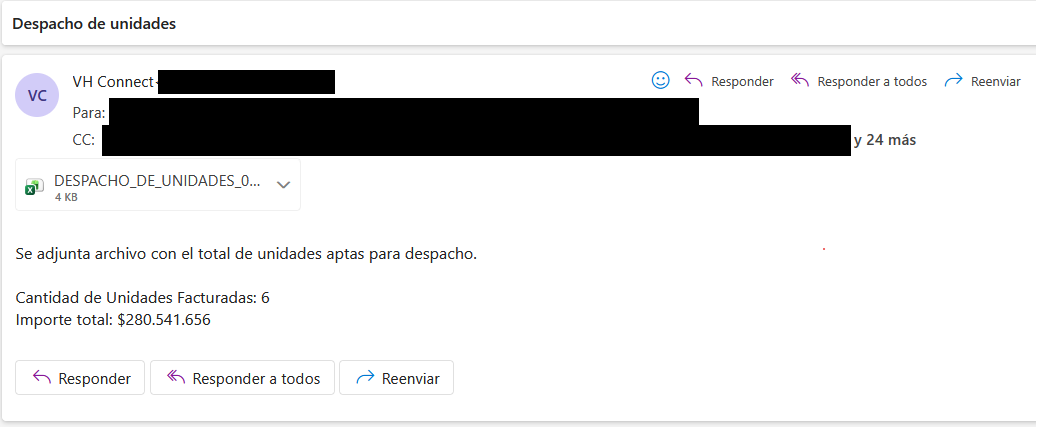 Despacho de unidades
VC
VH Connect
Responder
Responder a todos
Reenviar
Para:
CC:
y 24 más
DESPACHO_DE_UNIDADES_0...
4 KB
Se adjunta archivo con el total de unidades aptas para despacho.
Cantidad de Unidades Facturadas: 6
Importe total: $280.541.656
Responder
Responder a todos
Reenviar